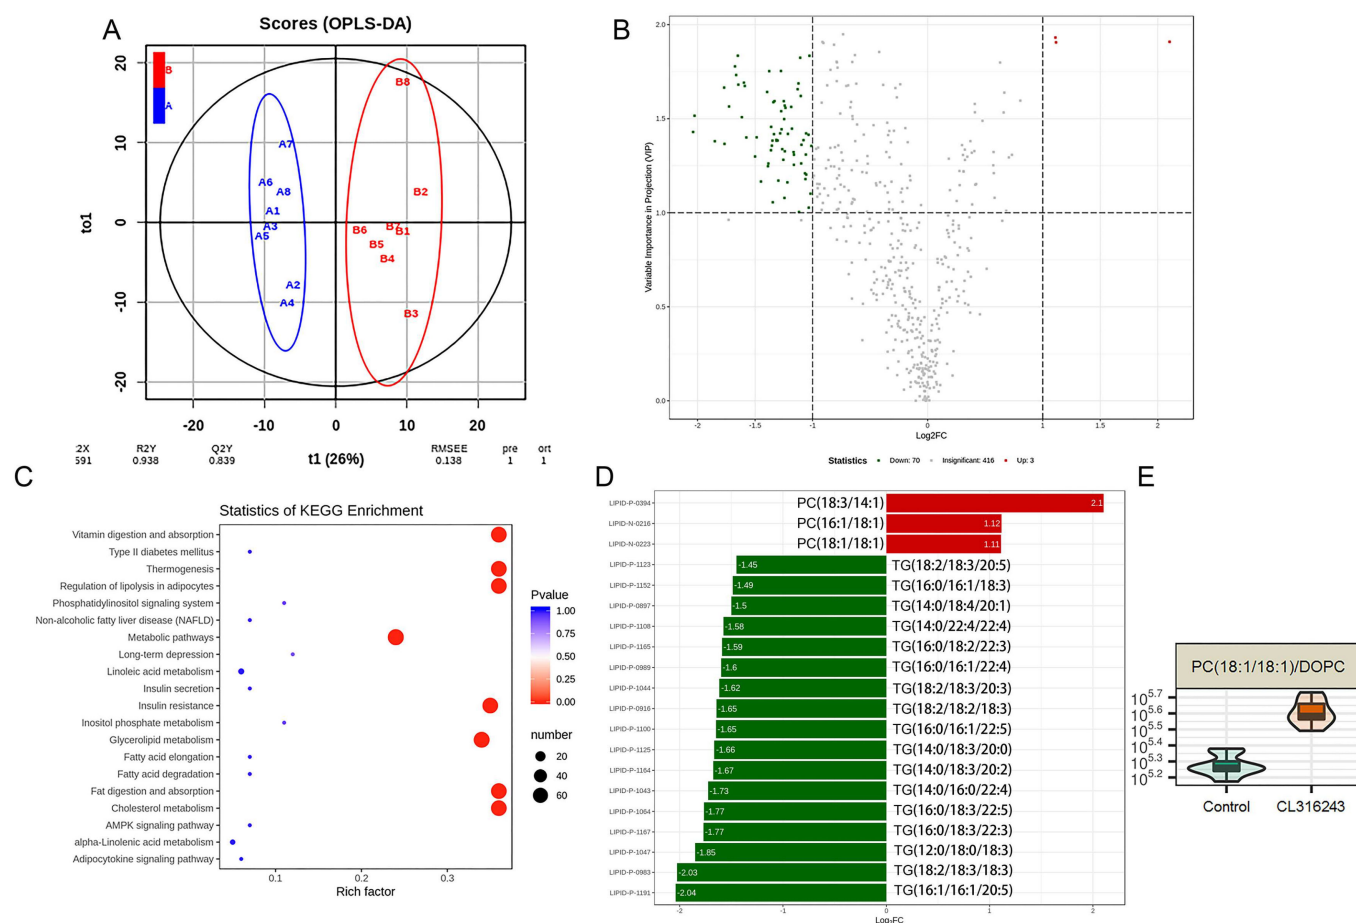 A
Scores (OPLS-DA)
B
A
20
10
0
-10
-20
to1
A7
A6
A8
A1
A3
A5
A2
A4
B8
B2
B6
B1
B5
B4
B3
-20
-10
0
10
20
R2Y
Q2Y
RMSEE
pre
ort
591
0.938
0.839
t1 (26%)
0.138
1
1
B
2.0
1.5
1.0
0.5
0.0
Variable Importance in Projection (VIP)
-2
-1
0
1
1.5
2
Log2FC
Statistics
Down: 70
Insignificant: 416
Up: 3
C
Statistics of KEGG Enrichment
Vitamin digestion and absorption
Type II diabetes mellitus
Thermogenesis
Regulation of lipolysis in adipocytes
Phosphatidylinositol signaling system
Non-alcoholic fatty liver disease (NAFLD)
Metabolic pathways
Long-term depression
Linoleic acid metabolism
Insulin secretion
Insulin resistance
Inositol phosphate metabolism
Glycerolipid metabolism
Fatty acid elongation
Fatty acid degradation
Fat digestion and absorption
Cholesterol metabolism
AMPK signaling pathway
alpha-Linolenic acid metabolism
Adipocytokine signaling pathway
0.1
0.2
0.3
Rich factor
Pvalue
1.00
0.75
0.50
0.25
0.00
number
20
40
60
D
LIPID-P-0394 PC(18:3/14:1) 2.1
LIPID-N-0216 PC(16:1/18:1) 1.12
LIPID-N-0223 PC(18:1/18:1) 1.11
LIPID-P-1123 -1.45 TG(18:2/18:3/20:5)
LIPID-P-1152 -1.49 TG(16:0/16:1/18:3)
LIPID-P-0897 -1.5 TG(14:0/18:4/20:1)
LIPID-P-1108 -1.58 TG(14:0/22:4/22:4)
LIPID-P-1165 -1.59 TG(16:0/18:2/22:3)
LIPID-P-0989 -1.6 TG(16:0/16:1/22:4)
LIPID-P-1044 -1.62 TG(18:2/18:3/20:3)
LIPID-P-0916 -1.65 TG(18:2/18:2/18:3)
LIPID-P-1100 -1.65 TG(16:0/16:1/22:5)
LIPID-P-1125 -1.66 TG(14:0/18:3/20:0)
LIPID-P-1164 -1.67 TG(14:0/18:3/20:2)
LIPID-P-1043 -1.73 TG(14:0/16:0/22:4)
LIPID-P-1064 -1.77 TG(16:0/18:3/22:5)
LIPID-P-1167 -1.77 TG(16:0/18:3/22:3)
LIPID-P-1047 -1.85 TG(12:0/18:0/18:3)
LIPID-P-0983 -2.03 TG(18:2/18:3/18:3)
LIPID-P-1191 -2.04 TG(16:1/16:1/20:5)
-2
-1
0
1
2
Log2FC
E
PC(18:1/18:1)/DOPC
10^5.7
10^5.6
10^5.5
10^5.4
10^5.3
10^5.2
Control
CL316243